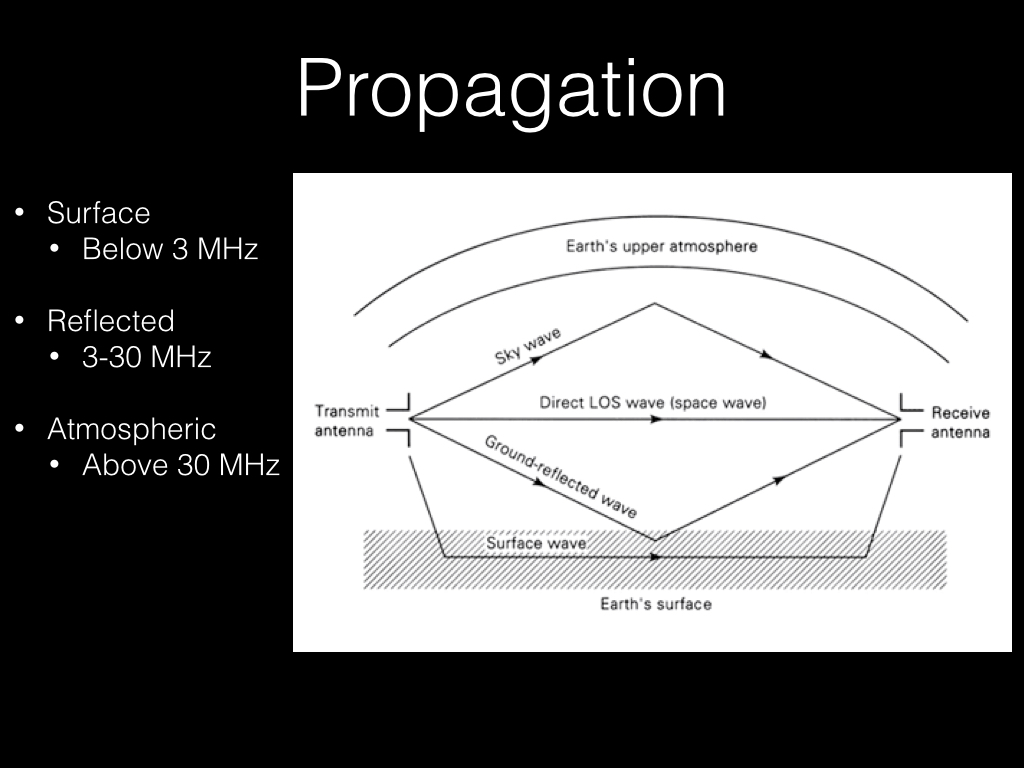 Propagation
• Surface
• Below 3 MHz
• Reflected
• 3-30 MHz
• Atmospheric
• Above 30 MHz
Earth's upper atmosphere
Sky wave
Direct LOS wave (space wave)
Transmit
antenna
Receive
antenna
Ground-reflected wave
Surface wave
Earth's surface